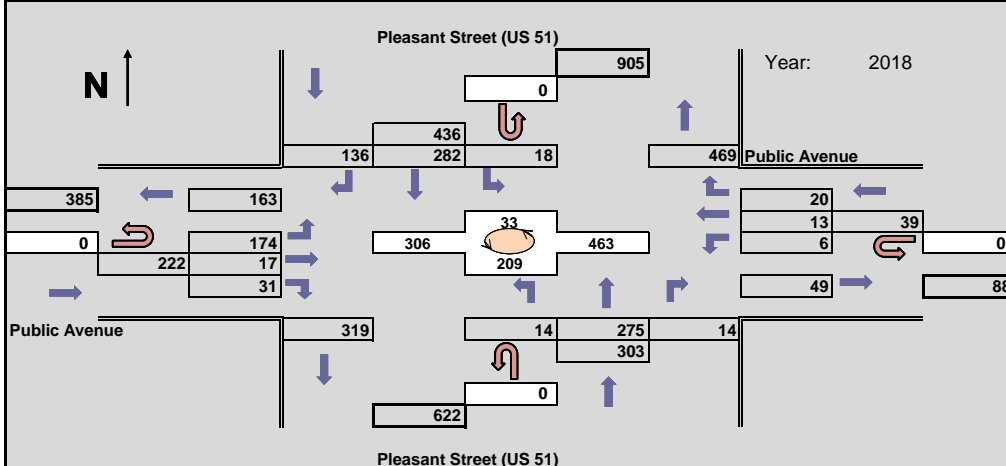 Pleasant Street (US 51)
905
Year: 2018
N
0
436
136 282 18 469 Public Avenue
385 163 20
33 13 39
0 174 306 463 6 0
222 17 209
31 49 88
Public Avenue 319 14 275 14
303
0
622
Pleasant Street (US 51)